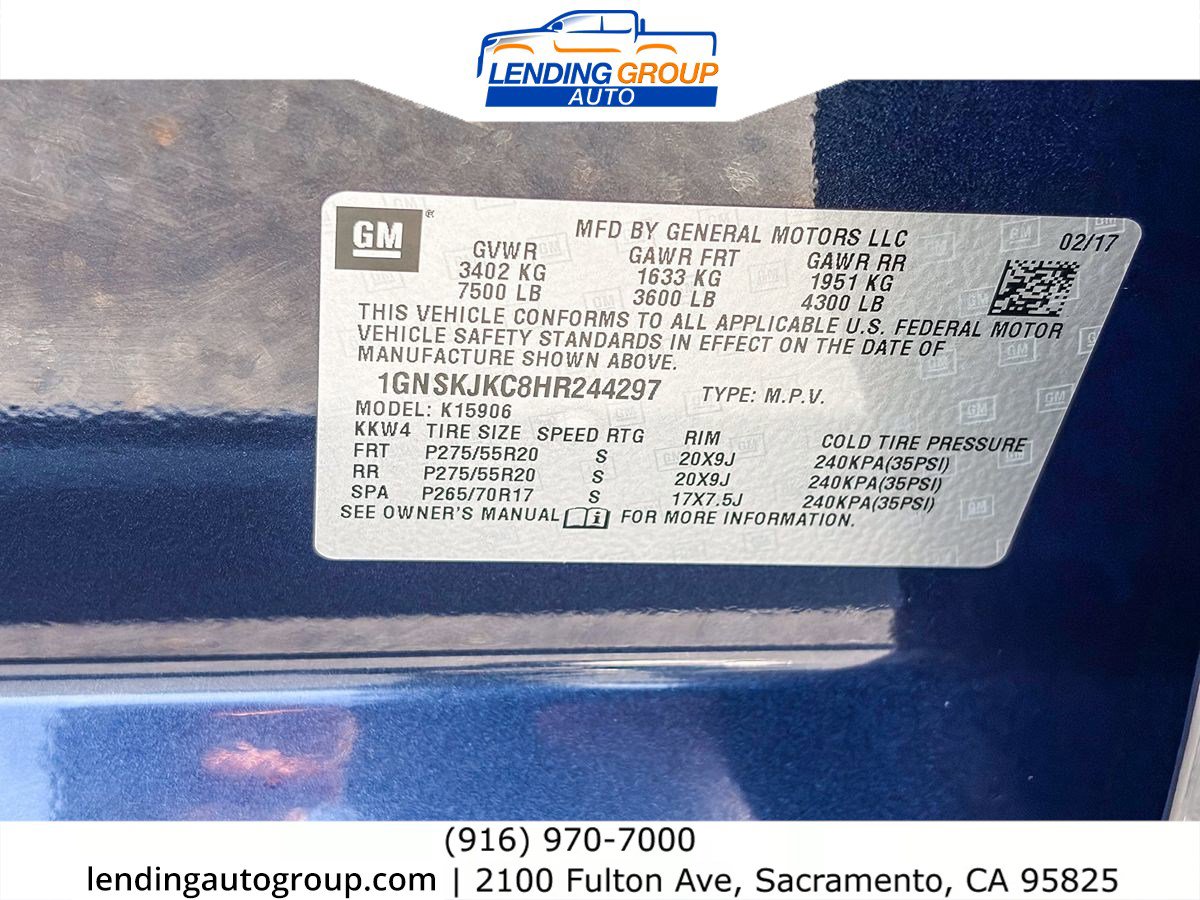 LENDING GROUP
AUTO
GM®
MFD BY GENERAL MOTORS LLC
02/17
GVWR GAWR FRT GAWR RR
3402 KG 1633 KG 1951 KG
7500 LB 3600 LB 4300 LB
THIS VEHICLE CONFORMS TO ALL APPLICABLE U.S. FEDERAL MOTOR
VEHICLE SAFETY STANDARDS IN EFFECT ON THE DATE OF
MANUFACTURE SHOWN ABOVE.
1GNSKJKC8HR244297 TYPE: M.P.V.
MODEL: K15906
KKW4 TIRE SIZE SPEED RTG RIM COLD TIRE PRESSURE
FRT P275/55R20 S 20X9J 240KPA(35PSI)
RR P275/55R20 S 20X9J 240KPA(35PSI)
SPA P265/70R17 S 17X7.5J 240KPA(35PSI)
SEE OWNER'S MANUAL FOR MORE INFORMATION.
(916) 970-7000
lendingautogroup.com | 2100 Fulton Ave, Sacramento, CA 95825